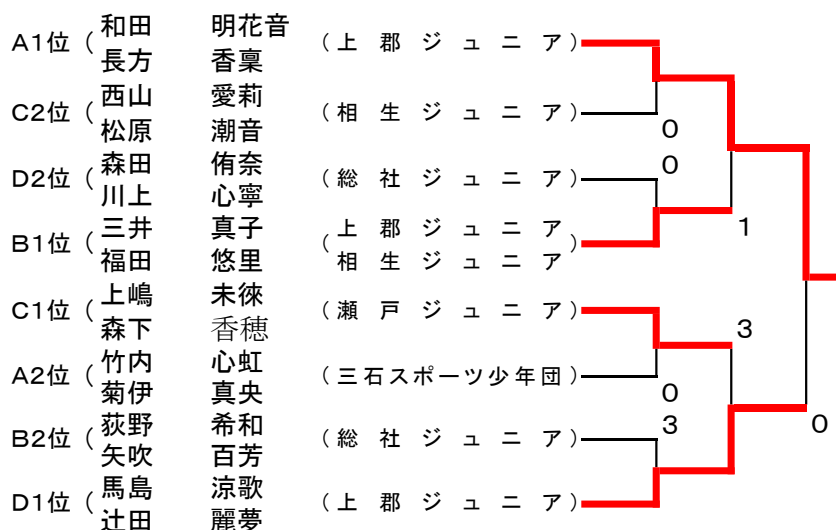 A1位 ( 和田 明花音 ( 上 郡 ジ ュ ニ ア )
長方 香稟
C2位 ( 西山 愛莉 ( 相 生 ジ ュ ニ ア )
松原 潮音
0
D2位 ( 森田 侑奈 ( 総 社 ジ ュ ニ ア )
川上 心寧
0
B1位 ( 三井 真子 ( 上 郡 ジ ュ ニ ア )
福田 悠里 相 生 ジ ュ ニ ア
1
C1位 ( 上嶋 未徠 ( 瀬 戸 ジ ュ ニ ア )
森下 香穂
3
A2位 ( 竹内 心虹 ( 三石スポーツ少年団 )
菊伊 真央
0
B2位 ( 荻野 希和 ( 総 社 ジ ュ ニ ア )
矢吹 百芳
3
0
D1位 ( 馬島 涼歌 ( 上 郡 ジ ュ ニ ア )
辻田 麗夢